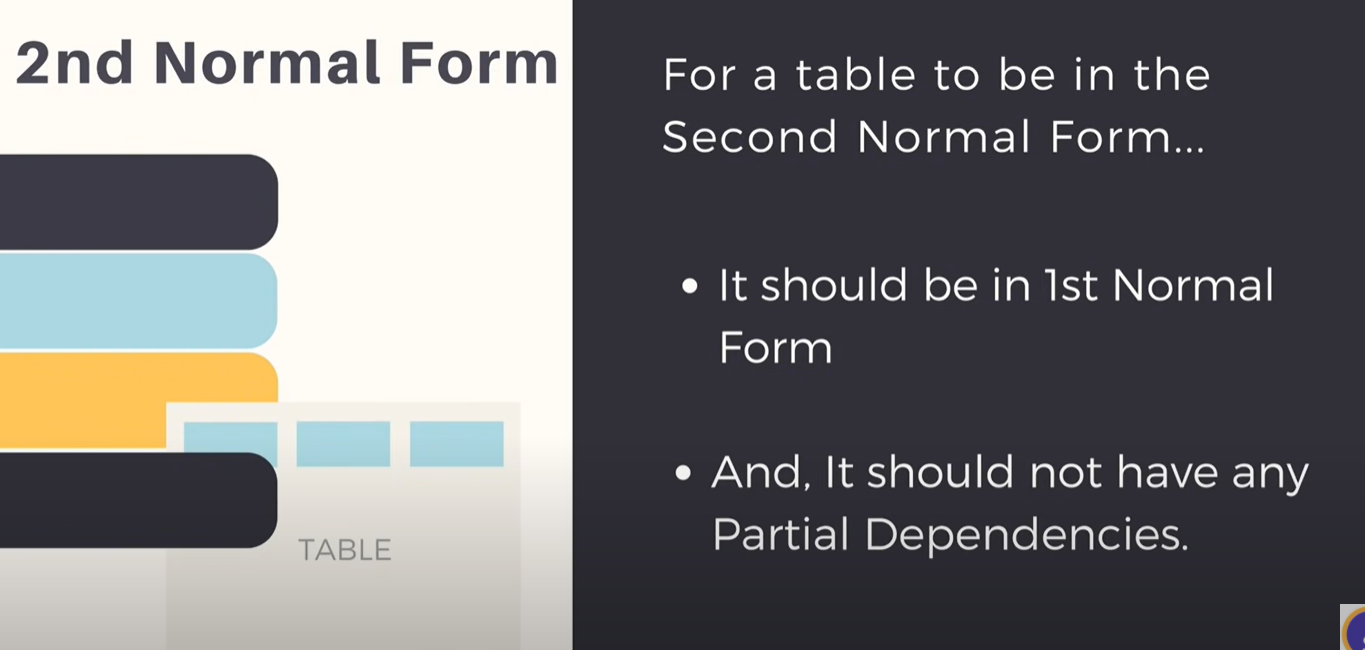 2nd Normal Form
TABLE
For a table to be in the
Second Normal Form...
It should be in 1st Normal
Form
And, It should not have any
Partial Dependencies.